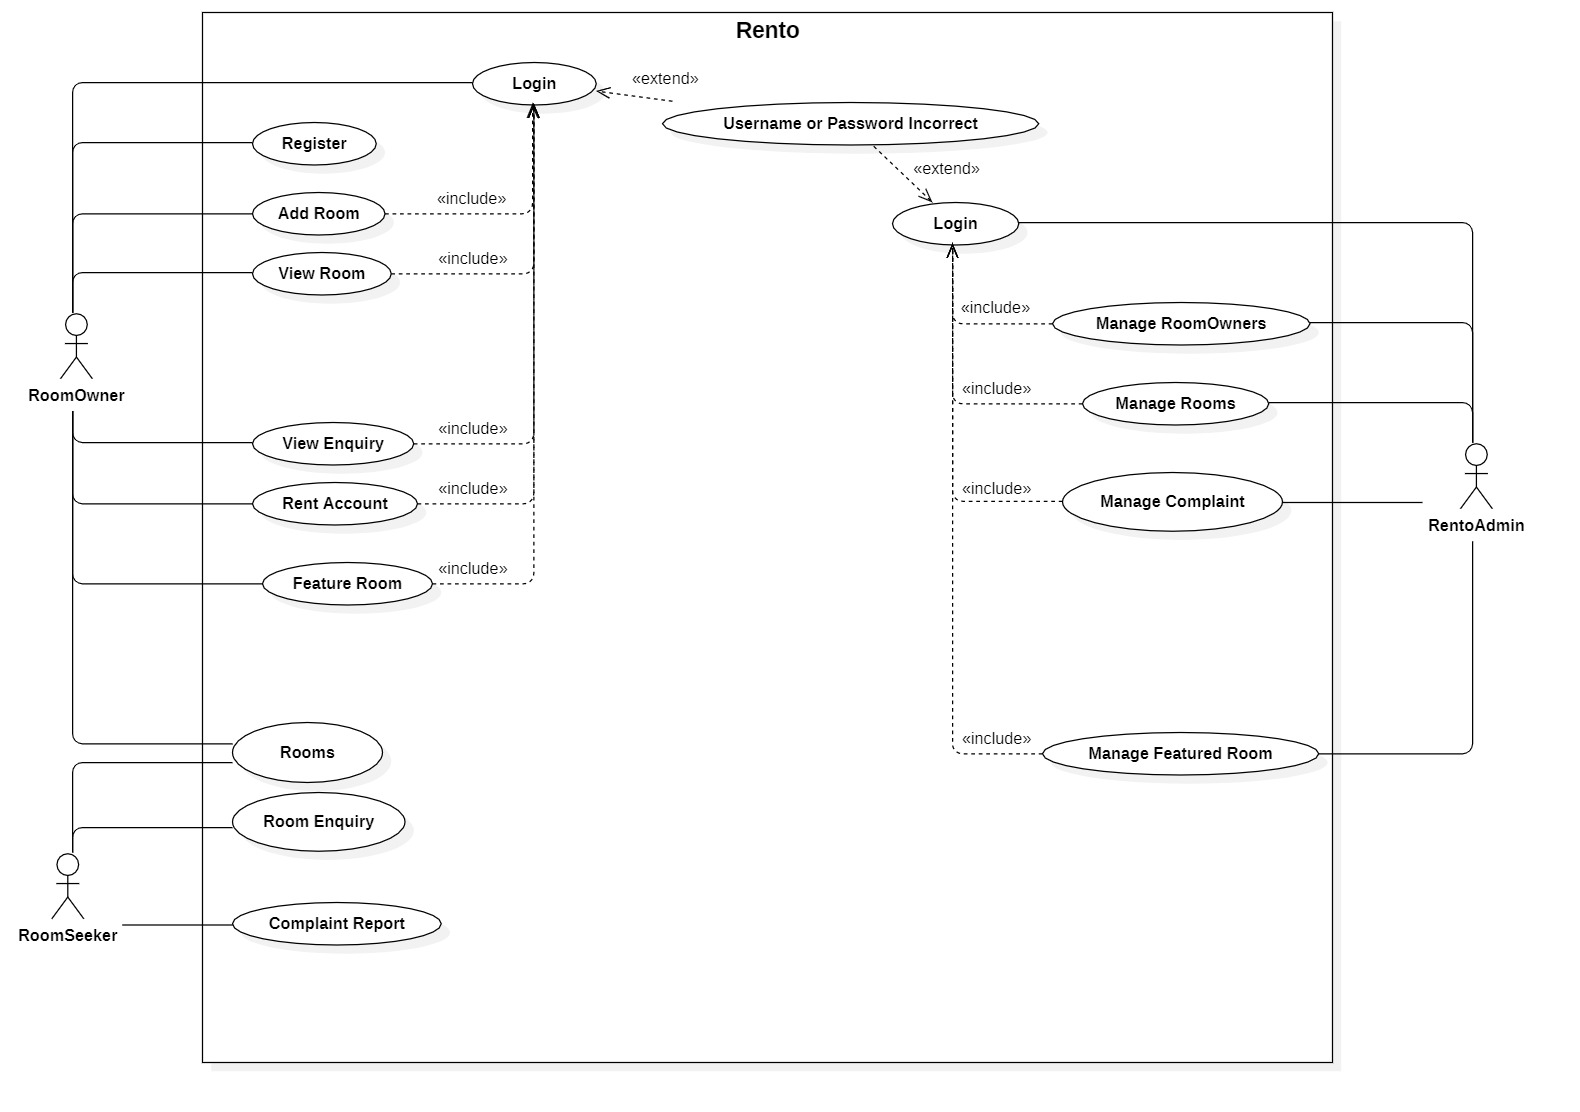 Rento
Login
«extend»
Username or Password Incorrect
Register
«extend»
Add Room
«include»
Login
View Room
«include»
«include»
Manage RoomOwners
RoomOwner
«include»
Manage Rooms
View Enquiry
«include»
Rent Account
«include»
«include»
Manage Complaint
RentoAdmin
Feature Room
«include»
Rooms
«include»
Manage Featured Room
Room Enquiry
Complaint Report
RoomSeeker